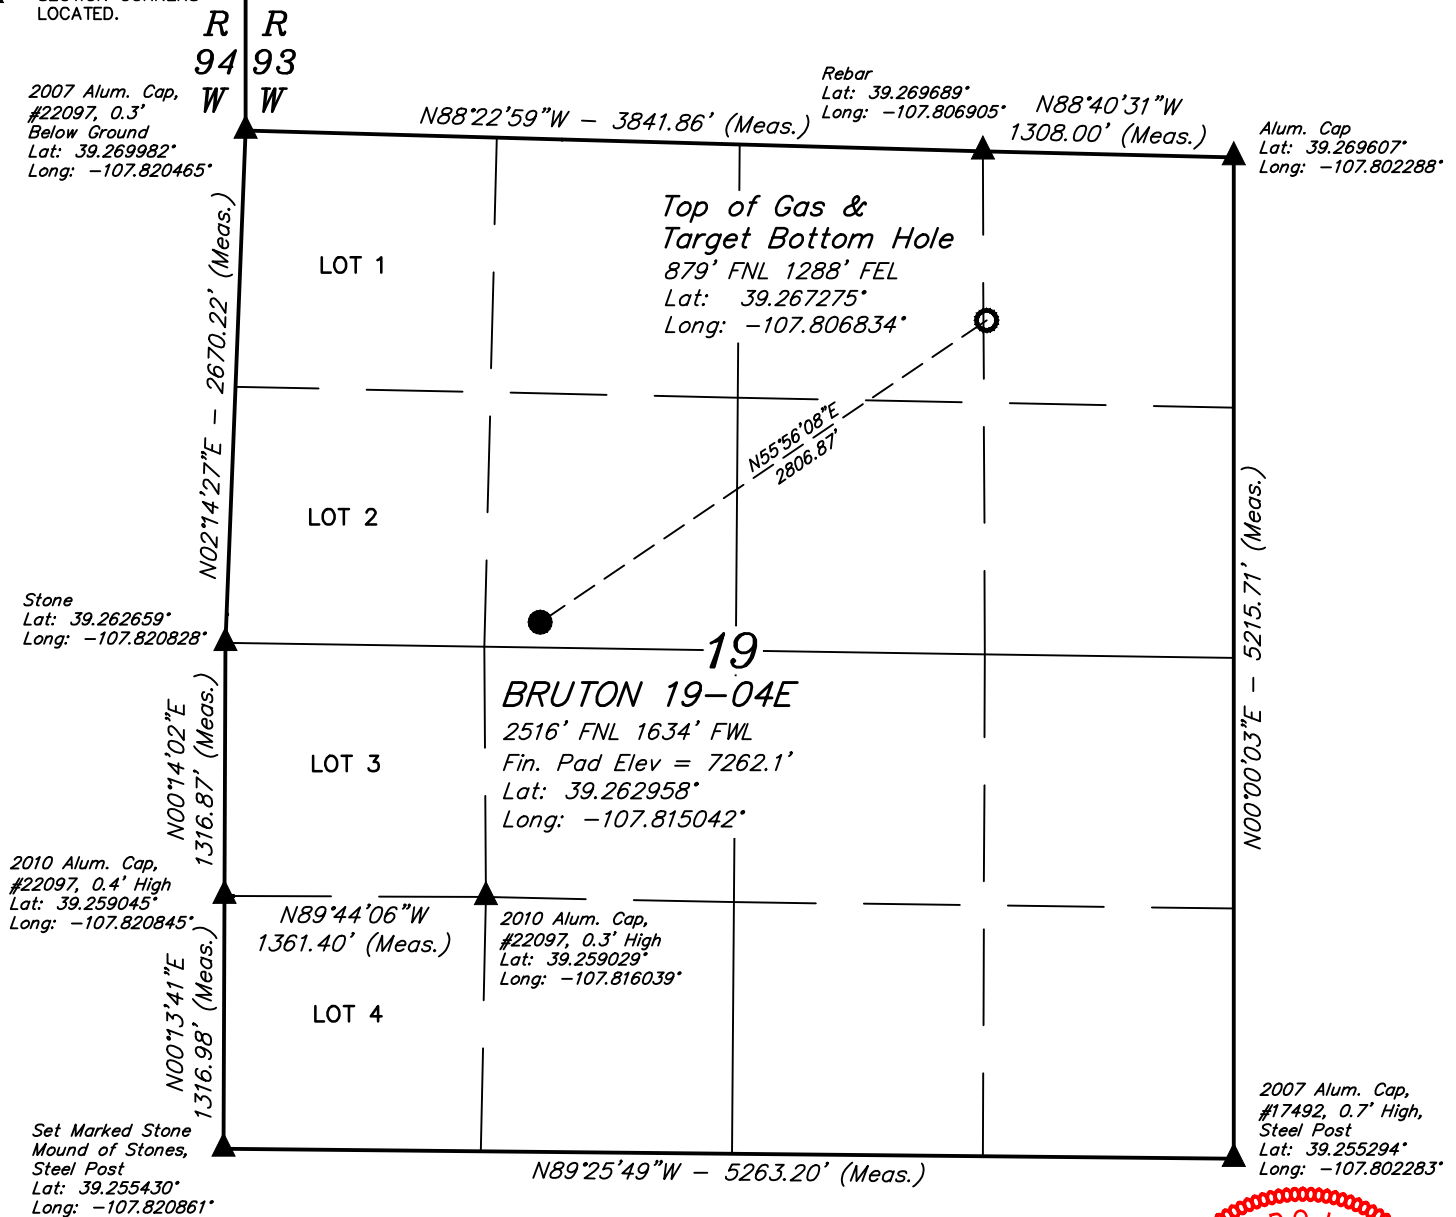 LOCATED.
R R
94 93
W W
2007 Alum. Cap,
#22097, 0.3'
Below Ground
Lat: 39.269982°
Long: -107.820465°
N88°22'59"W - 3841.86' (Meas.)
Rebar
Lat: 39.269689°
Long: -107.806905°
N88°40'31"W
1308.00' (Meas.)
Alum. Cap
Lat: 39.269607°
Long: -107.802288°
Top of Gas &
Target Bottom Hole
879' FNL 1288' FEL
Lat: 39.267275°
Long: -107.806834°
LOT 1
N02°14'27"E - 2670.22' (Meas.)
N55°56'08"E
2806.87'
LOT 2
N00°00'03"E - 5215.71' (Meas.)
Stone
Lat: 39.262659°
Long: -107.820828°
19
BRUTON 19-04E
2516' FNL 1634' FWL
Fin. Pad Elev = 7262.1'
Lat: 39.262958°
Long: -107.815042°
LOT 3
N00°14'02"E
1316.87' (Meas.)
2010 Alum. Cap,
#22097, 0.4' High
Lat: 39.259045°
Long: -107.820845°
N89°44'06"W
1361.40' (Meas.)
2010 Alum. Cap,
#22097, 0.3' High
Lat: 39.259029°
Long: -107.816039°
LOT 4
N00°13'41"E
1316.98' (Meas.)
Set Marked Stone
Mound of Stones,
Steel Post
Lat: 39.255430°
Long: -107.820861°
N89°25'49"W - 5263.20' (Meas.)
2007 Alum. Cap,
#17492, 0.7' High,
Steel Post
Lat: 39.255294°
Long: -107.802283°